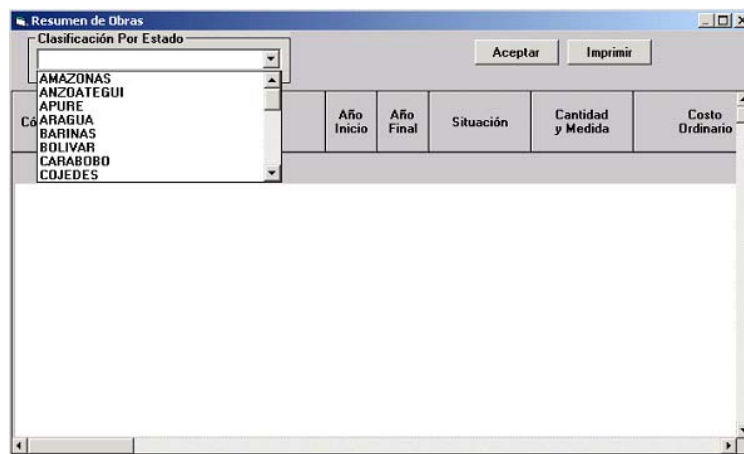 Resumen de Obras
Clasificación Por Estado
Aceptar
Imprimir
AMAZONAS
ANZOATEGUI
APURE
ARAGUA
BARINAS
BOLIVAR
CARABOBO
COJEDES
Año
Inicio
Año
Final
Situación
Cantidad
y Medida
Costo
Ordinario